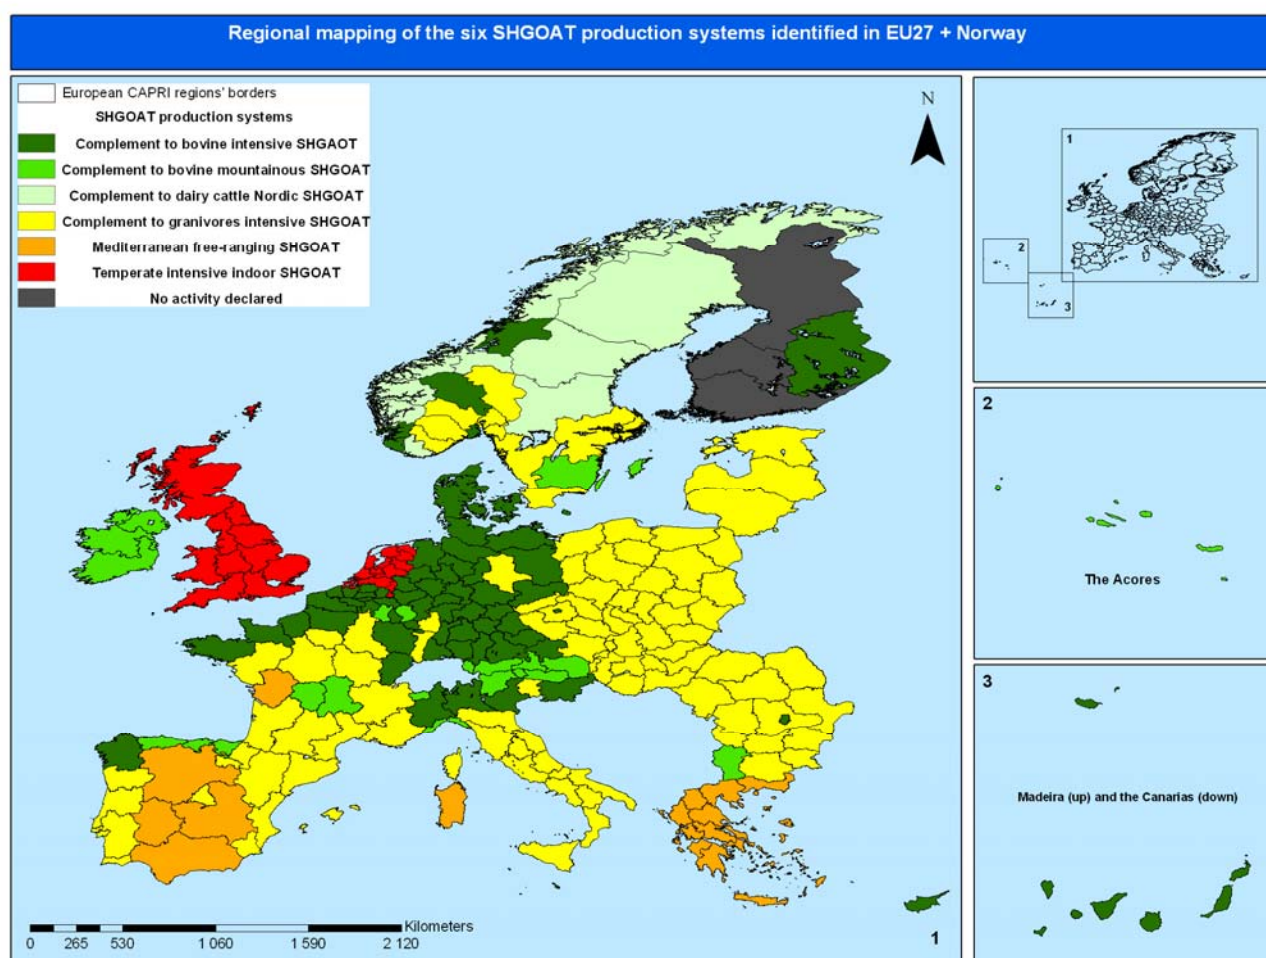 Regional mapping of the six SHGOAT production systems identified in EU27 + Norway
European CAPRI regions' borders
SHGOAT production systems
Complement to bovine intensive SHGAOT
Complement to bovine mountainous SHGOAT
Complement to dairy cattle Nordic SHGOAT
Complement to granivores intensive SHGOAT
Mediterranean free-ranging SHGOAT
Temperate intensive indoor SHGOAT
No activity declared
N
Kilometers
0 265 530 1 060 1 590 2 120
1
1
2
3
2
The Acores
3
Madeira (up) and the Canarias (down)